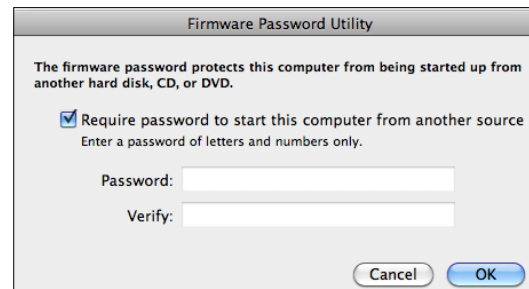 Firmware Password Utility
The firmware password protects this computer from being started up from
another hard disk, CD, or DVD.
Require password to start this computer from another source
Enter a password of letters and numbers only.
Password:
Verify:
Cancel OK